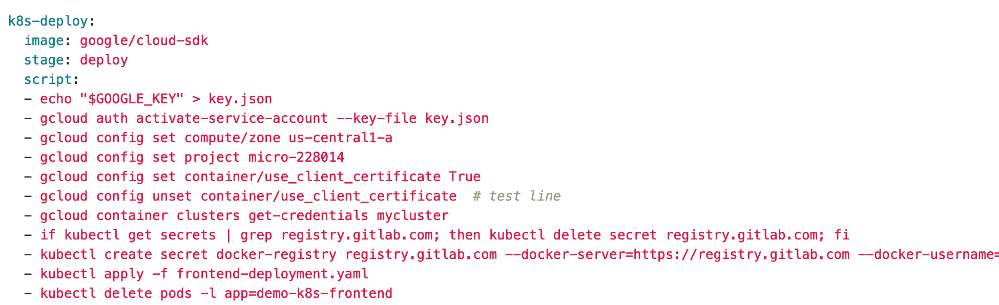 k8s-deploy:
  image: google/cloud-sdk
  stage: deploy
  script:
  - echo "$GOOGLE_KEY" > key.json
  - gcloud auth activate-service-account --key-file key.json
  - gcloud config set compute/zone us-central1-a
  - gcloud config set project micro-228014
  - gcloud config set container/use_client_certificate True
  - gcloud config unset container/use_client_certificate  # test line
  - gcloud container clusters get-credentials mycluster
  - if kubectl get secrets | grep registry.gitlab.com; then kubectl delete secret registry.gitlab.com; fi
  - kubectl create secret docker-registry registry.gitlab.com --docker-server=https://registry.gitlab.com --docker-username=
  - kubectl apply -f frontend-deployment.yaml
  - kubectl delete pods -l app=demo-k8s-frontend